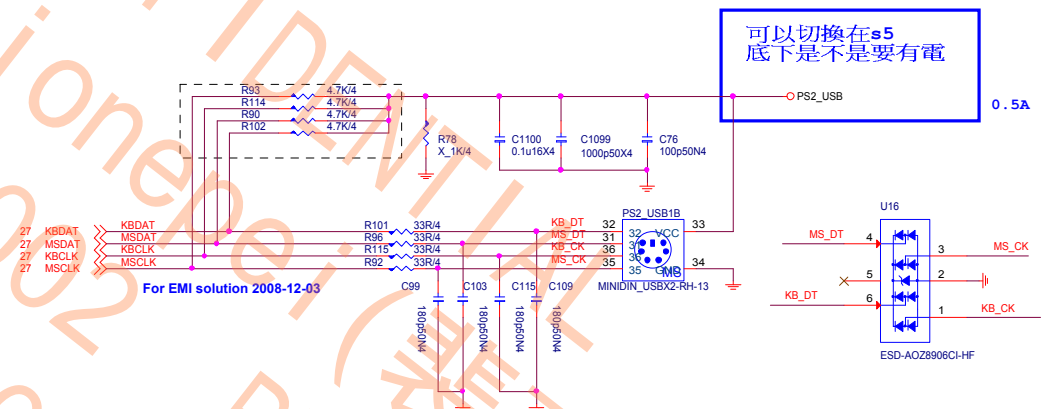 可以切換在s5
底下是不是要有電
PS2_USB
0.5A
R93 4.7K/4
R114 4.7K/4
R90 4.7K/4
R102 4.7K/4
R78
X_1K/4
C1100
0.1u16X4
C1099
1000p50X4
C76
100p50N4
27 KBDAT KBDAT R101 33R/4 KB_DT 32
27 MSDAT MSDAT R96 33R/4 MS_DT 31
27 KBCLK KBCLK R115 33R/4 KB_CK 36
27 MSCLK MSCLK R92 33R/4 MS_CK 35
PS2_USB1B
32 VCC 33
35 GND 34
MS
MINIDIN_USBX2-RH-13
For EMI solution 2008-12-03
C99 C103 C115 C109
180p50N4 180p50N4 180p50N4 180p50N4
U16
MS_DT 4
3 MS_CK
5
2
KB_DT 6
1 KB_CK
ESD-AOZ8906CI-HF
IDENTIAL
ionepei(
002